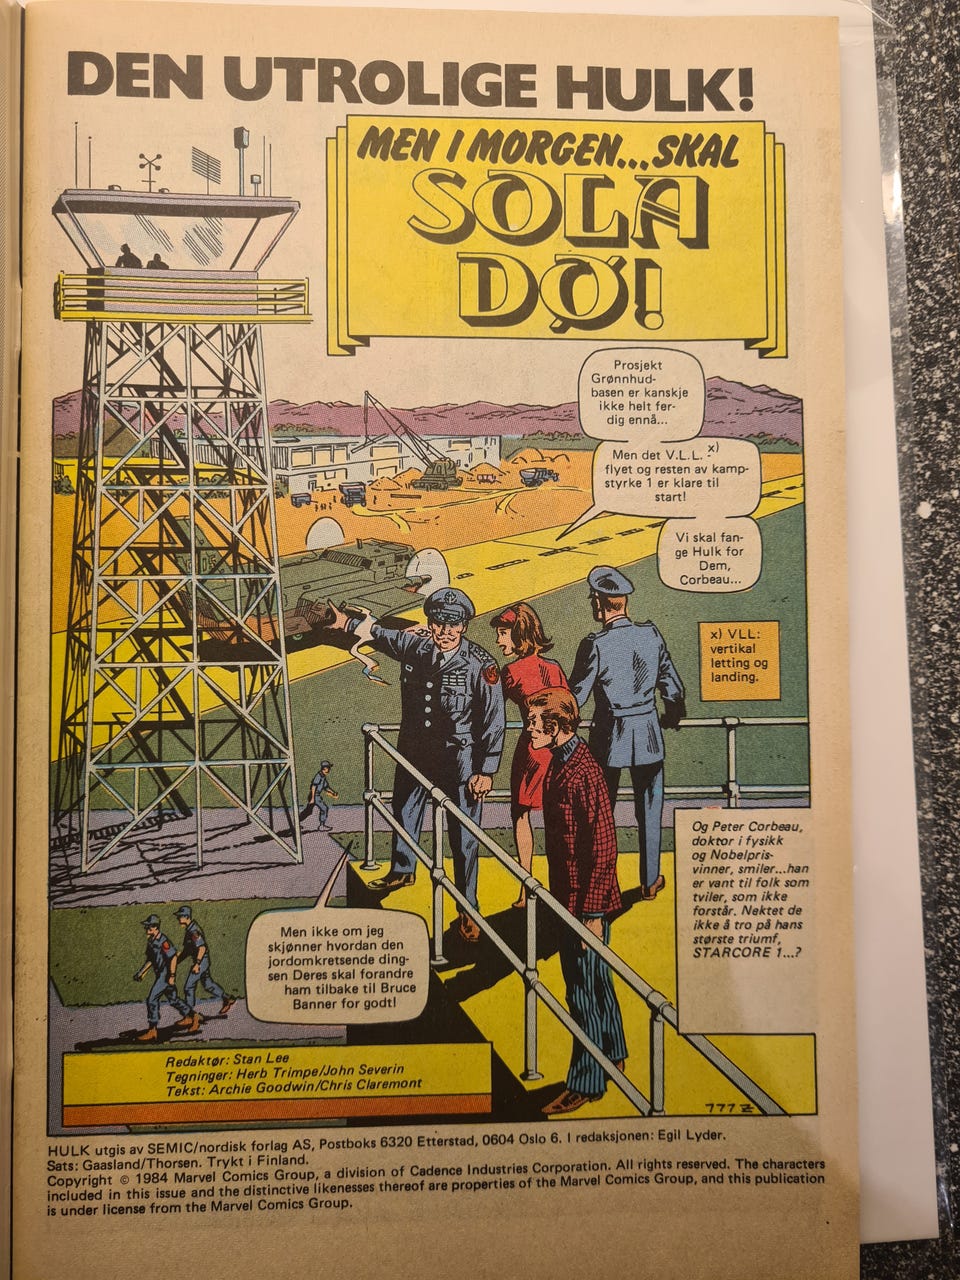 DEN UTROLIGE HULK!
MEN I MORGEN...SKAL
SOLA
DØ!
Prosjekt
Grønnhud-
basen er kanskje
ikke helt fer-
dig ennå...
Men det V.L.L. x)
flyet og resten av kamp-
styrke 1 er klare til
start!
Vi skal fan-
ge Hulk for
Dem,
Corbeau...
x) VLL:
vertikal
letting og
landing.
Og Peter Corbeau,
doktor i fysikk
og Nobelpris-
vinner, smiler...han
er vant til folk som
tviler, som ikke
forstår. Nektet de
ikke å tro på hans
største triumf,
STARCORE 1...?
Men ikke om jeg
skjønner hvordan den
jordomkretsende ding-
sen Deres skal forandre
ham tilbake til Bruce
Banner for godt!
Redaktør: Stan Lee
Tegninger: Herb Trimpe/John Severin
Tekst: Archie Goodwin/Chris Claremont
777 Z
HULK utgis av SEMIC/nordisk forlag AS, Postboks 6320 Etterstad, 0604 Oslo 6. I redaksjonen: Egil Lyder.
Sats: Gaasland/Thorsen. Trykt i Finland.
Copyright © 1984 Marvel Comics Group, a division of Cadence Industries Corporation. All rights reserved. The characters
included in this issue and the distinctive likenesses thereof are properties of the Marvel Comics Group, and this publication
is under license from the Marvel Comics Group.